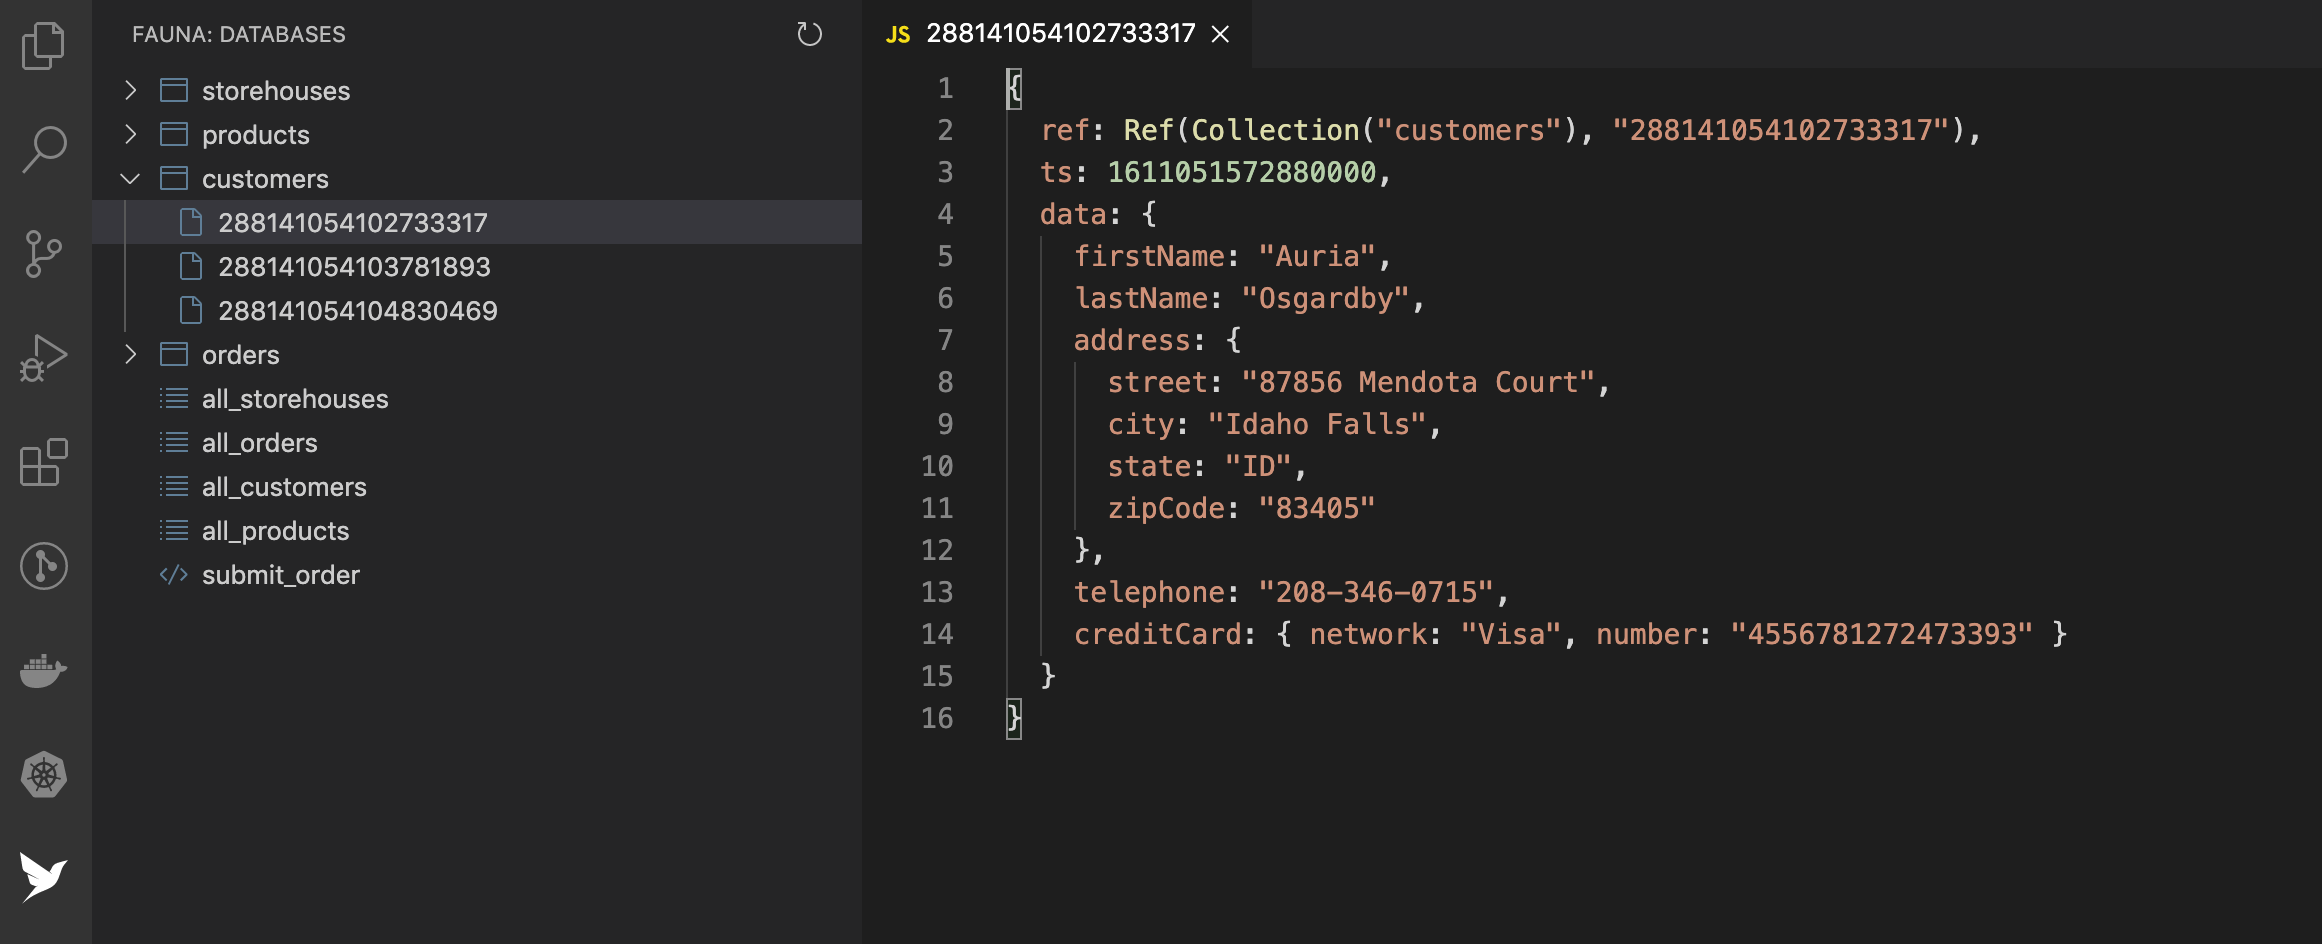 FAUNA: DATABASES
storehouses
products
customers
288141054102733317
288141054103781893
288141054104830469
orders
all_storehouses
all_orders
all_customers
all_products
submit_order
JS 288141054102733317
1 {
2 ref: Ref(Collection("customers"), "288141054102733317"),
3 ts: 1611051572880000,
4 data: {
5 firstName: "Auria",
6 lastName: "Osgardby",
7 address: {
8 street: "87856 Mendota Court",
9 city: "Idaho Falls",
10 state: "ID",
11 zipCode: "83405"
12 },
13 telephone: "208-346-0715",
14 creditCard: { network: "Visa", number: "4556781272473393" }
15 }
16 }